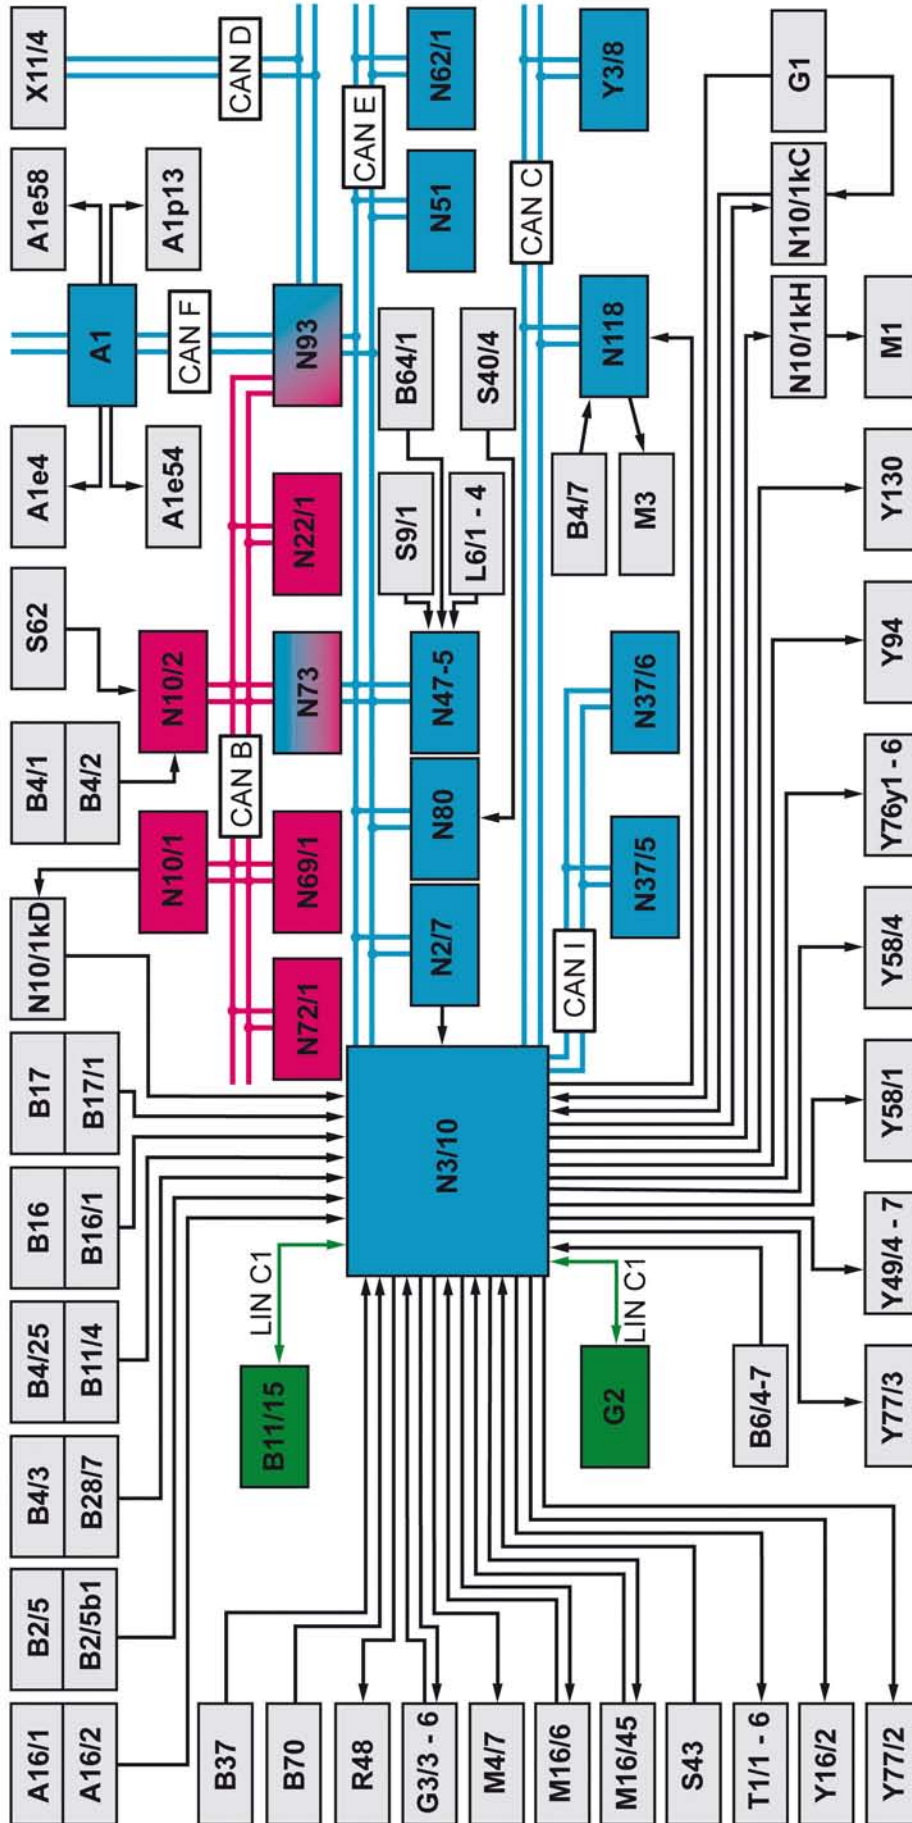 A16/1
A16/2
B2/5
B2/5b1
B4/3
B28/7
B4/25
B11/4
B16
B16/1
B17
B17/1
N10/1kD
B4/1
B4/2
S62
A1e4
A1e54
A1
A1e58
A1p13
X11/4
N10/1
N10/2
CAN B
CAN F
CAN D
N72/1
N69/1
N73
N22/1
N93
CAN E
B37
B70
R48
G3/3 - 6
M4/7
M16/6
M16/45
S43
T1/1 - 6
Y16/2
Y77/2
B11/15
LIN C1
N3/10
N2/7
N80
N47-5
S9/1
L6/1 - 4
B64/1
S40/4
N51
N62/1
CAN C
G2
LIN C1
CAN I
N37/5
N37/6
B4/7
M3
N118
Y3/8
B6/4-7
N10/1kH
N10/1kC
G1
Y77/3
Y49/4 - 7
Y58/1
Y58/4
Y76y1 - 6
Y94
Y130
M1